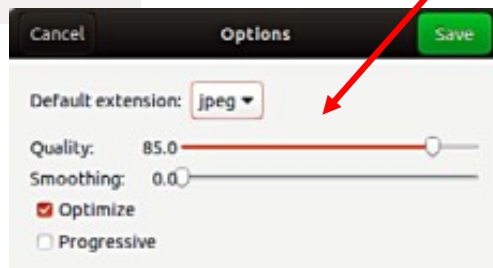 Cancel Options Save
Default extension: jpeg
Quality: 85.0
Smoothing: 0.0
Optimize
Progressive